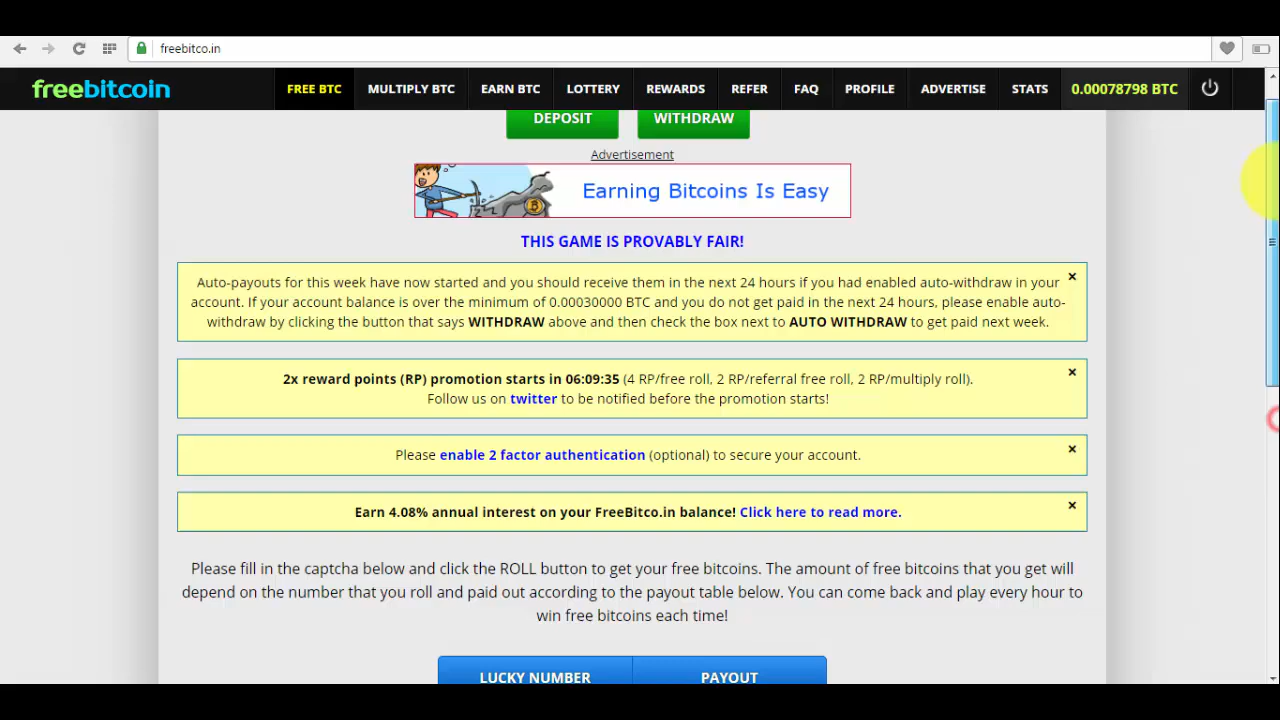 freebitco.in
freebitcoin FREE BTC MULTIPLY BTC EARN BTC LOTTERY REWARDS REFER FAQ PROFILE ADVERTISE STATS 0.00078798 BTC
DEPOSIT WITHDRAW
Advertisement
Earning Bitcoins Is Easy
THIS GAME IS PROVABLY FAIR!
Auto-payouts for this week have now started and you should receive them in the next 24 hours if you had enabled auto-withdraw in your
account. If your account balance is over the minimum of 0.00030000 BTC and you do not get paid in the next 24 hours, please enable auto-
withdraw by clicking the button that says WITHDRAW above and then check the box next to AUTO WITHDRAW to get paid next week.
2x reward points (RP) promotion starts in 06:09:35 (4 RP/free roll, 2 RP/referral free roll, 2 RP/multiply roll).
Follow us on twitter to be notified before the promotion starts!
Please enable 2 factor authentication (optional) to secure your account.
Earn 4.08% annual interest on your FreeBitco.in balance! Click here to read more.
Please fill in the captcha below and click the ROLL button to get your free bitcoins. The amount of free bitcoins that you get will
depend on the number that you roll and paid out according to the payout table below. You can come back and play every hour to
win free bitcoins each time!
LUCKY NUMBER PAYOUT